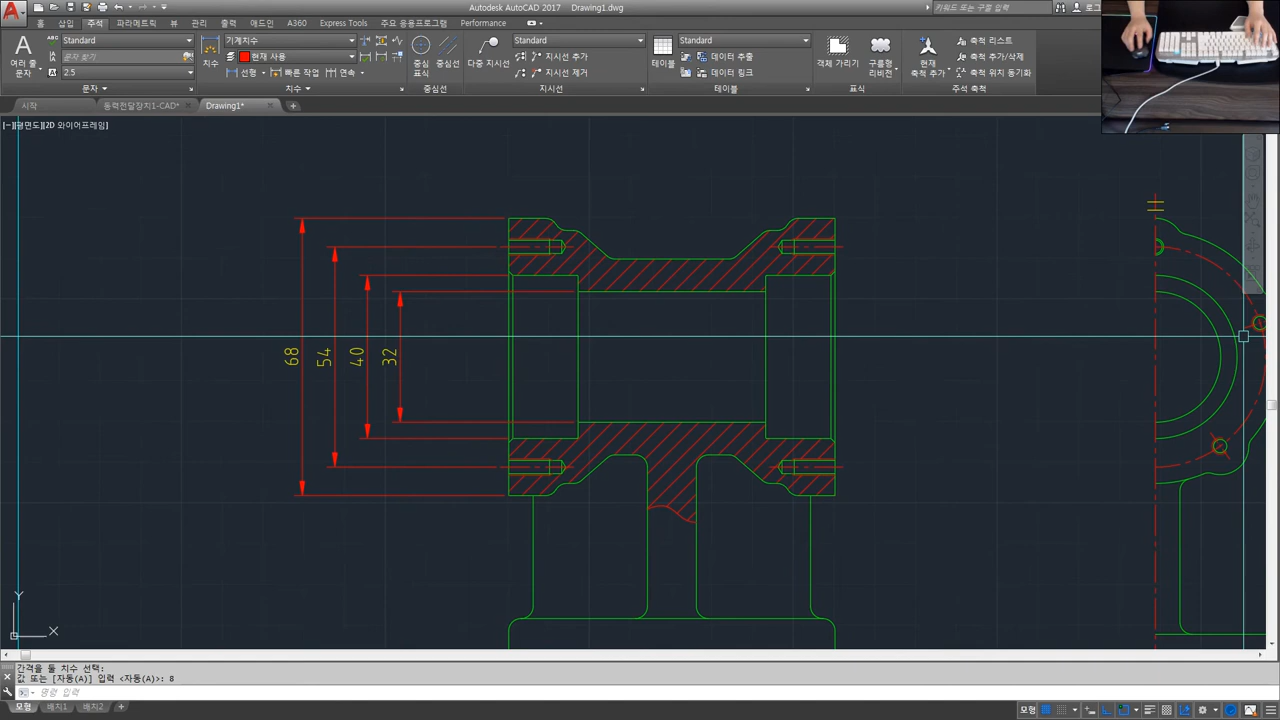 Autodesk AutoCAD 2017 Drawing1.dwg
키워드 또는 구절 입력
로그
홈 삽입 주석 파라메트릭 뷰 관리 출력 애드인 A360 Express Tools 주요 응용프로그램 Performance
Standard
기계치수
Standard
Standard
축척 리스트
문자 찾기
현재 사용
지시선 추가
데이터 추출
축척 추가/삭제
여러 줄
문자
2.5
치수
선형
빠른 작업
연속
중심
표식
중심선
다중 지시선
지시선 제거
테이블
데이터 링크
객체 가리기
구름형
리비전
현재
축척 추가
축척 위치 동기화
문자
치수
중심선
지시선
테이블
표식
주석 축척
시작
동력전달장치1-CAD*
Drawing1*
[−][평면도][2D 와이어프레임]
68
54
40
32
Y
X
간격을 둘 치수 선택:
값 또는 [자동(A)] 입력 <자동(A)>: 8
명령 입력
모형 배치1 배치2
모형